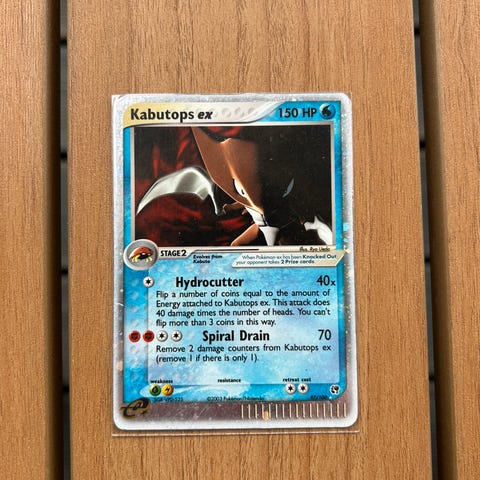 Kabutops ex 150 HP
Illus. Ryo Ueda
STAGE 2 Evolves from Kabuto
When Pokémon-ex has been Knocked Out
your opponent takes 2 Prize cards.
Hydrocutter 40x
Flip a number of coins equal to the amount of
Energy attached to Kabutops ex. This attack does
40 damage times the number of heads. You can't
flip more than 3 coins in this way.
Spiral Drain 70
Remove 2 damage counters from Kabutops ex
(remove 1 if there is only 1).
weakness resistance retreat cost
©2003 Pokémon/Nintendo